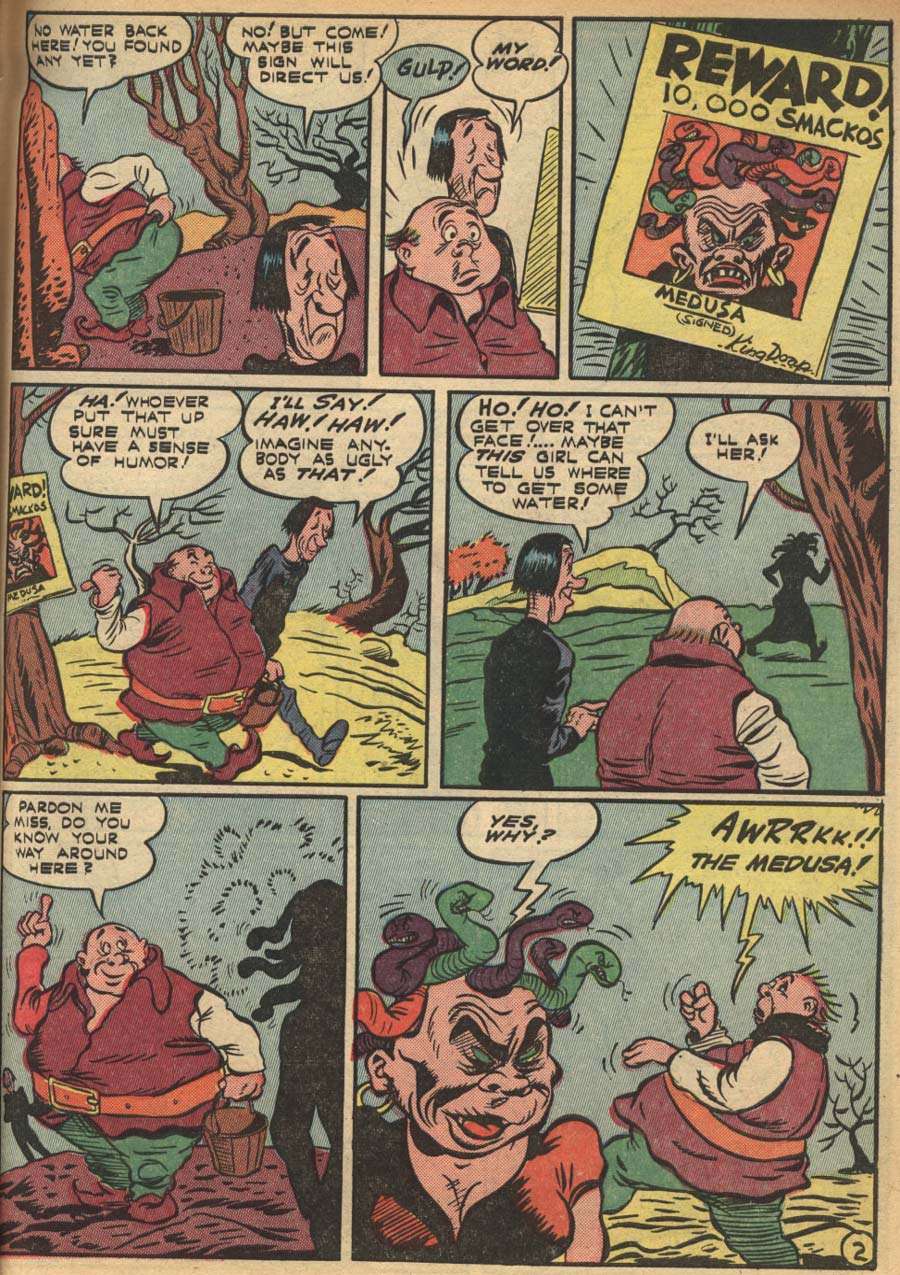 NO WATER BACK
HERE! YOU FOUND
ANY YET?
NO! BUT COME!
MAYBE THIS
SIGN WILL
DIRECT US!
GULP!
MY
WORD!
REWARD!
10,000 SMACKOS
MEDUSA
(SIGNED)
King Doap
HA! WHOEVER
PUT THAT UP
SURE MUST
HAVE A SENSE
OF HUMOR!
I'LL SAY!
HAW! HAW!
IMAGINE ANY-
BODY AS UGLY
AS THAT!
WARD!
MACKOS
MEDUSA
HO! HO! I CAN'T
GET OVER THAT
FACE!.... MAYBE
THIS GIRL CAN
TELL US WHERE
TO GET SOME
WATER!
I'LL ASK
HER!
PARDON ME
MISS, DO YOU
KNOW YOUR
WAY AROUND
HERE?
YES,
WHY?
AWRRKK!!
THE MEDUSA!
2